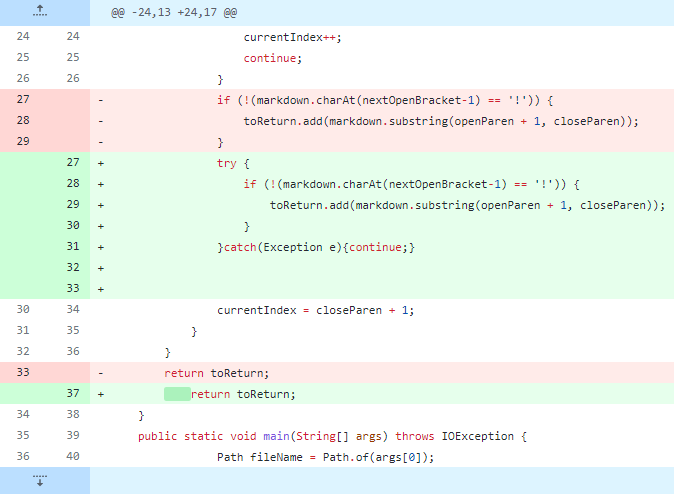 @@ -24,13 +24,17 @@
24 24 currentIndex++;
25 25 continue;
26 26 }
27 - if (!(markdown.charAt(nextOpenBracket-1) == '!')) {
28 - toReturn.add(markdown.substring(openParen + 1, closeParen));
29 - }
27 + try {
28 + if (!(markdown.charAt(nextOpenBracket-1) == '!')) {
29 + toReturn.add(markdown.substring(openParen + 1, closeParen));
30 + }
31 + }catch(Exception e){continue;}
32 +
33 +
30 34 currentIndex = closeParen + 1;
31 35 }
32 36 }
33 - return toReturn;
37 + return toReturn;
34 38 }
35 39 public static void main(String[] args) throws IOException {
36 40 Path fileName = Path.of(args[0]);